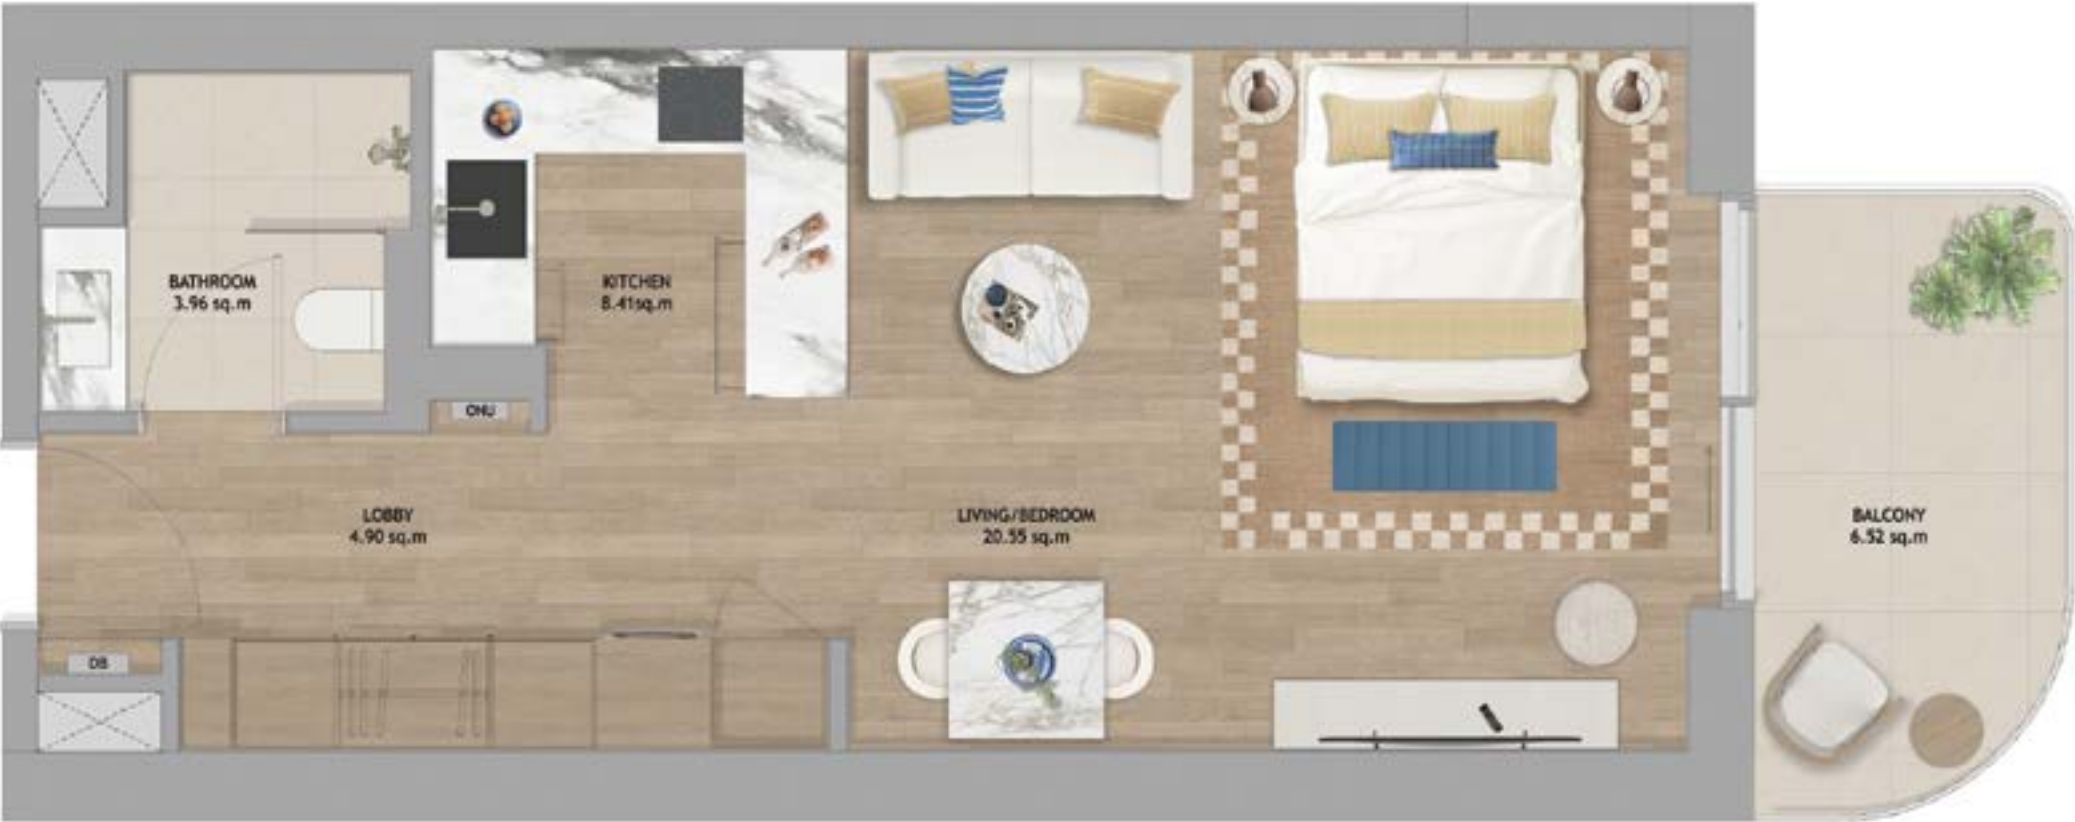 BATHROOM
3.96 sq.m
KITCHEN
8.41sq.m
ONU
LOBBY
4.90 sq.m
LIVING/BEDROOM
20.55 sq.m
BALCONY
6.52 sq.m
DB